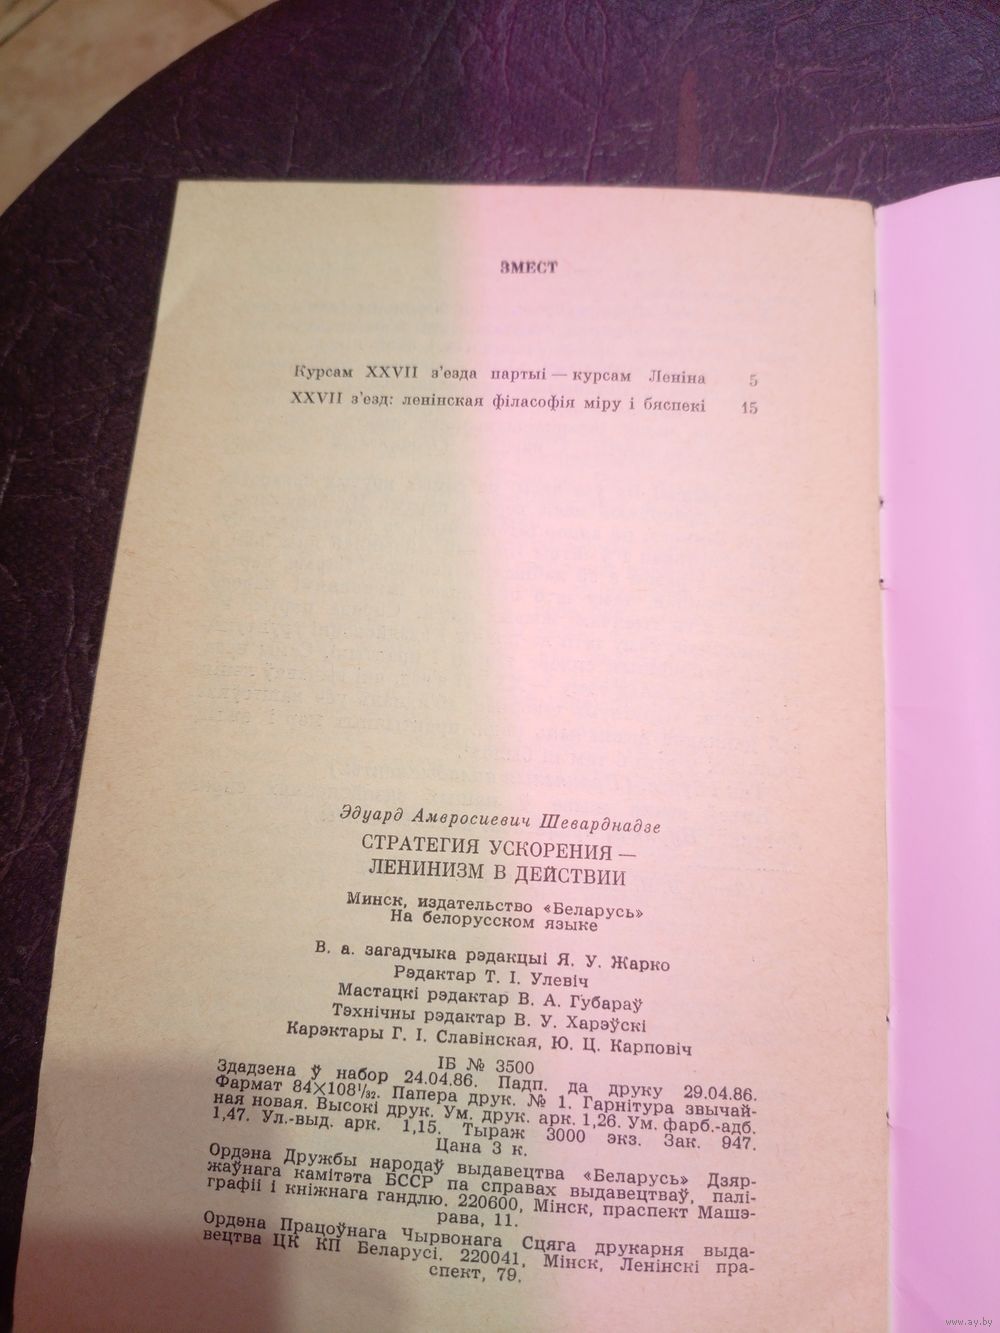 ЗМЕСТ
Курсам XXVII з'езда партыі — курсам Леніна 5
XXVII з'езд: ленінская філасофія міру і бяспекі 15
Эдуард Амвросиевич Шеварднадзе
СТРАТЕГИЯ УСКОРЕНИЯ —
ЛЕНИНИЗМ В ДЕЙСТВИИ
Минск, издательство «Беларусь»
На белорусском языке
В. а. загадчыка рэдакцыі Я. У. Жарко
Рэдактар Т. І. Улевіч
Мастацкі рэдактар В. А. Губараў
Тэхнічны рэдактар В. У. Харэўскі
Карэктары Г. І. Славінская, Ю. Ц. Карповіч
ІБ № 3500
Здадзена ў набор 24.04.86. Падп. да друку 29.04.86.
Фармат 84×108¹/₃₂. Папера друк. № 1. Гарнітура звычай-
ная новая. Высокі друк. Ум. друк. арк. 1,26. Ум. фарб.-адб.
1,47. Ул.-выд. арк. 1,15. Тыраж 3000 экз. Зак. 947.
Цана 3 к.
Ордэна Дружбы народаў выдавецтва «Беларусь» Дзяр-
жаўнага камітэта БССР па справах выдавецтваў, палі-
графіі і кніжнага гандлю. 220600, Мінск, праспект Машэ-
рава, 11.
Ордэна Працоўнага Чырвонага Сцяга друкарня выда-
вецтва ЦК КП Беларусі. 220041, Мінск, Ленінскі пра-
спект, 79.
www.ay.by